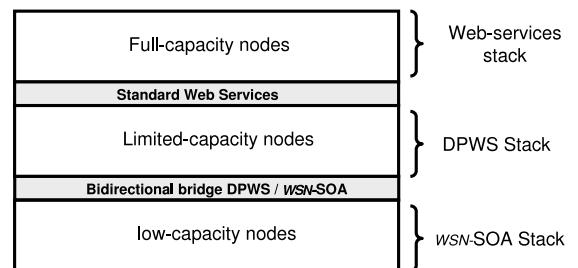 Full-capacity nodes
Web-services
stack
Standard Web Services
Limited-capacity nodes
DPWS Stack
Bidirectional bridge DPWS / WSN-SOA
low-capacity nodes
WSN-SOA Stack